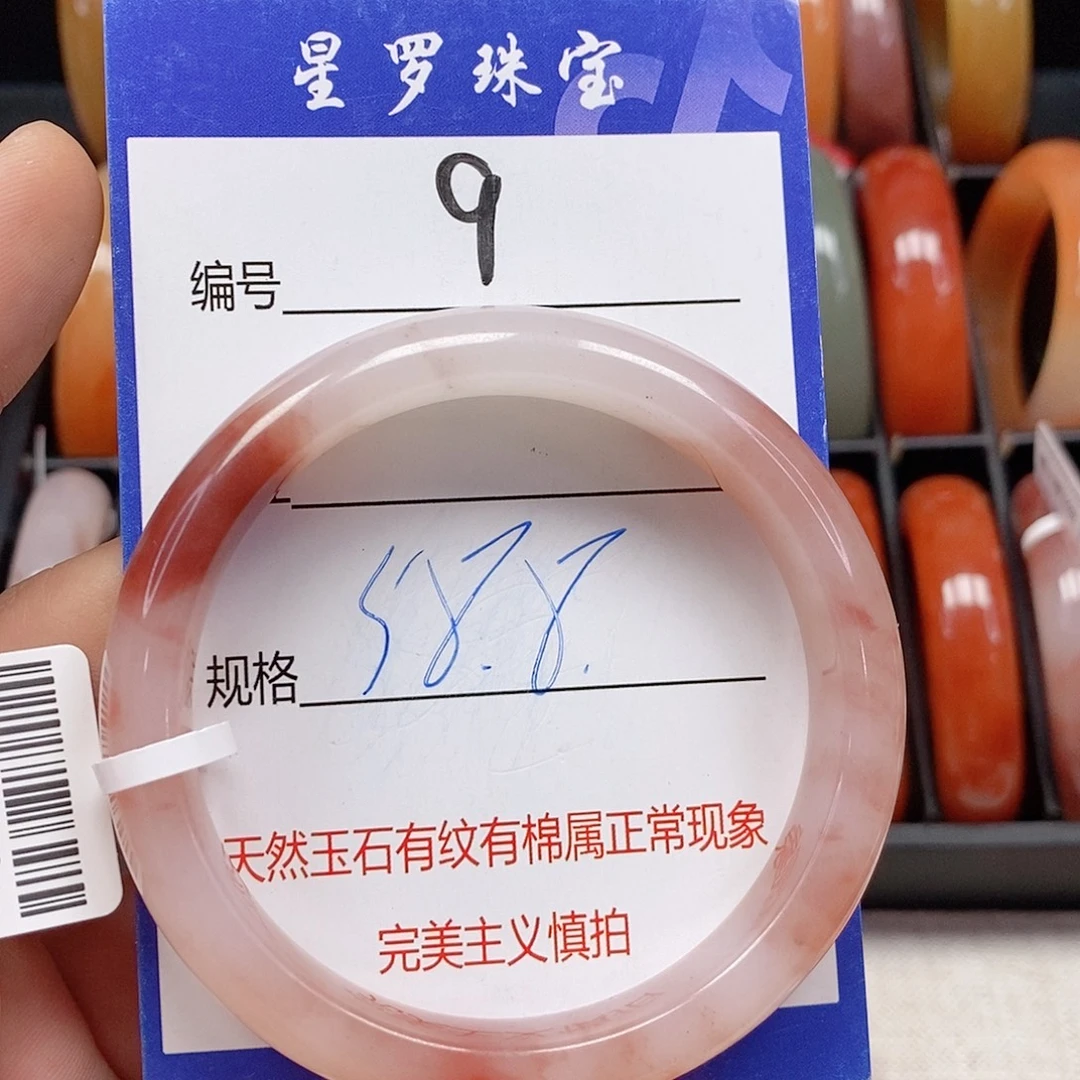 星罗珠宝
编号 9
规格 58.8.
天然玉石有纹有棉属正常现象
完美主义慎拍